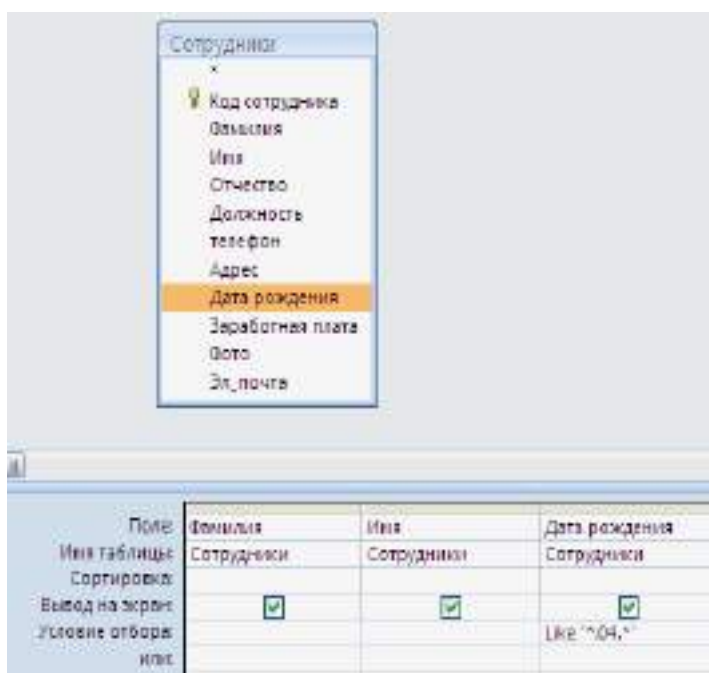 Сотрудники
*
Код сотрудника
Фамилия
Имя
Отчество
Должность
телефон
Адрес
Дата рождения
Заработная плата
Фото
Эл_почта
Поле: Фамилия Имя Дата рождения
Имя таблицы: Сотрудники Сотрудники Сотрудники
Сортировка:
Вывод на экран:
Условие отбора: Like "*.04.*"
или: